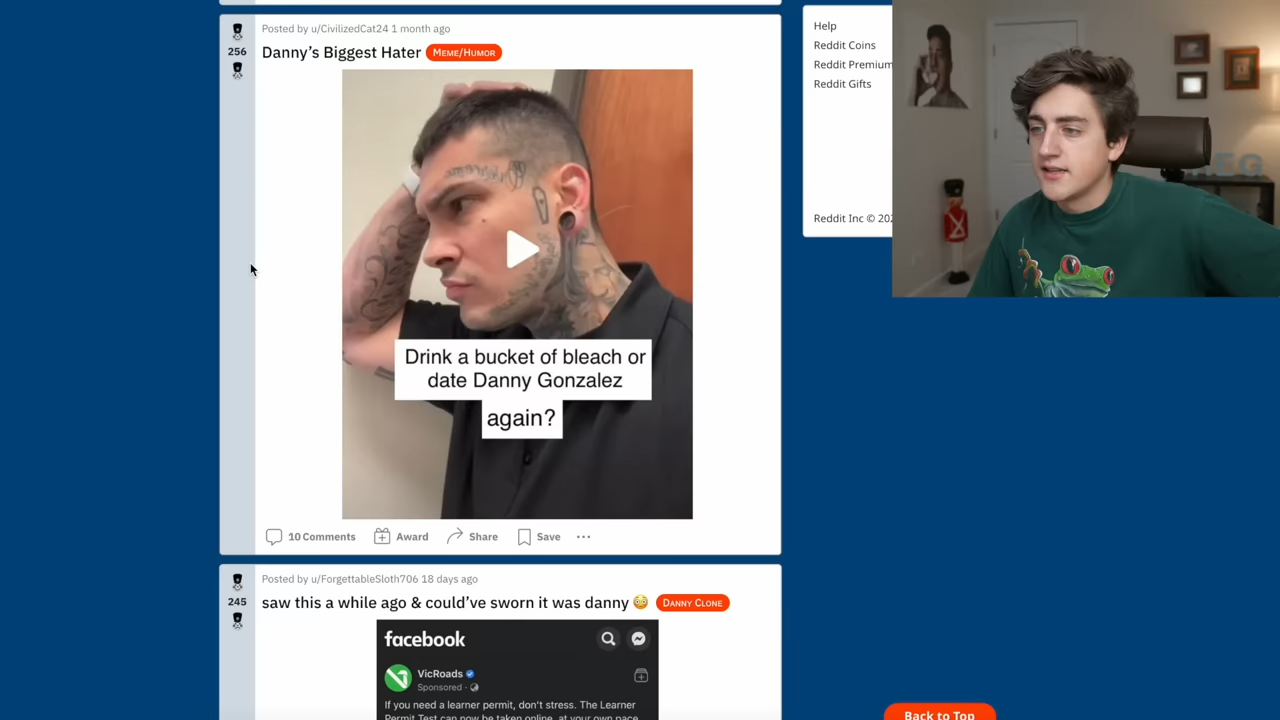 Posted by u/CivilizedCat24 1 month ago
256
Danny’s Biggest Hater
MEME/HUMOR
Drink a bucket of bleach or
date Danny Gonzalez
again?
10 Comments
Award
Share
Save
Posted by u/ForgettableSloth706 18 days ago
245
saw this a while ago & could’ve sworn it was danny 😳
DANNY CLONE
facebook
VicRoads
Sponsored ·
If you need a learner permit, don't stress. The Learner
Permit Test can now be taken online, at your own pace
Help
Reddit Coins
Reddit Premium
Reddit Gifts
Reddit Inc © 202
EG
Back to Top